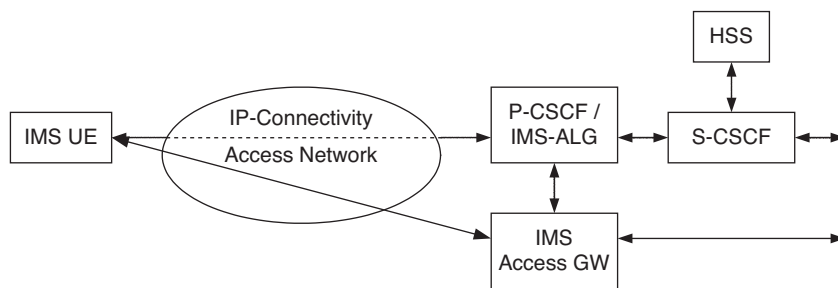 HSS
IMS UE
IP-Connectivity
Access Network
P-CSCF /
IMS-ALG
S-CSCF
IMS
Access GW